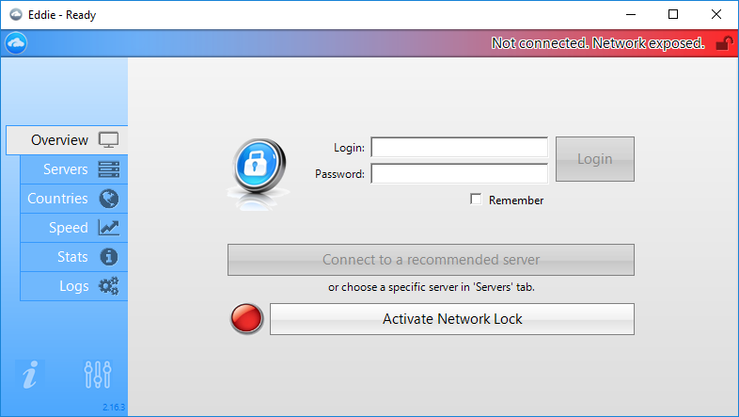 Eddie - Ready
Not connected. Network exposed.
Overview
Servers
Countries
Speed
Stats
Logs
Login:
Password:
Login
Remember
Connect to a recommended server
or choose a specific server in 'Servers' tab.
Activate Network Lock
2.16.3